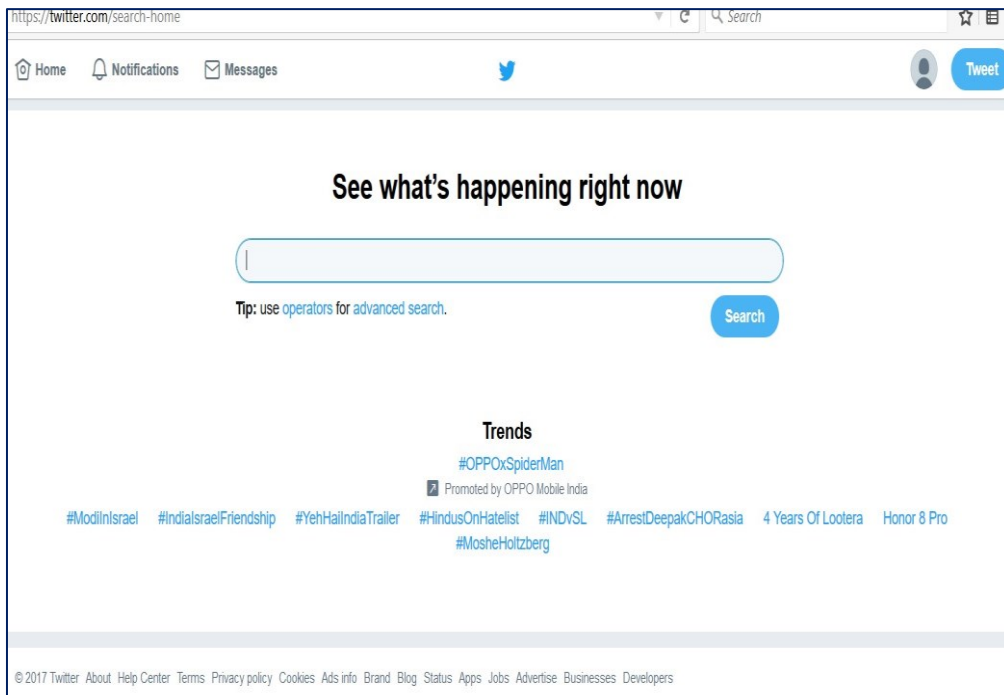 https://twitter.com/search-home Search
Home Notifications Messages Tweet
See what's happening right now
Tip: use operators for advanced search.
Search
Trends
#OPPOxSpiderMan
Promoted by OPPO Mobile India
#ModiInIsrael #IndiaIsraelFriendship #YehHaiIndiaTrailer #HindusOnHatelist #INDvSL #ArrestDeepakCHORasia 4 Years Of Lootera Honor 8 Pro
#MosheHoltzberg
© 2017 Twitter About Help Center Terms Privacy policy Cookies Ads info Brand Blog Status Apps Jobs Advertise Businesses Developers